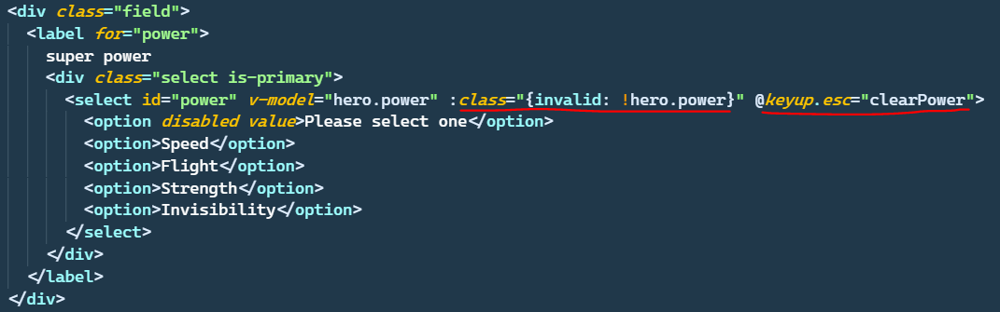 <div class="field">
<label for="power">
super power
<div class="select is-primary">
<select id="power" v-model="hero.power" :class="{invalid: !hero.power}" @keyup.esc="clearPower">
<option disabled value>Please select one</option>
<option>Speed</option>
<option>Flight</option>
<option>Strength</option>
<option>Invisibility</option>
</select>
</div>
</label>
</div>